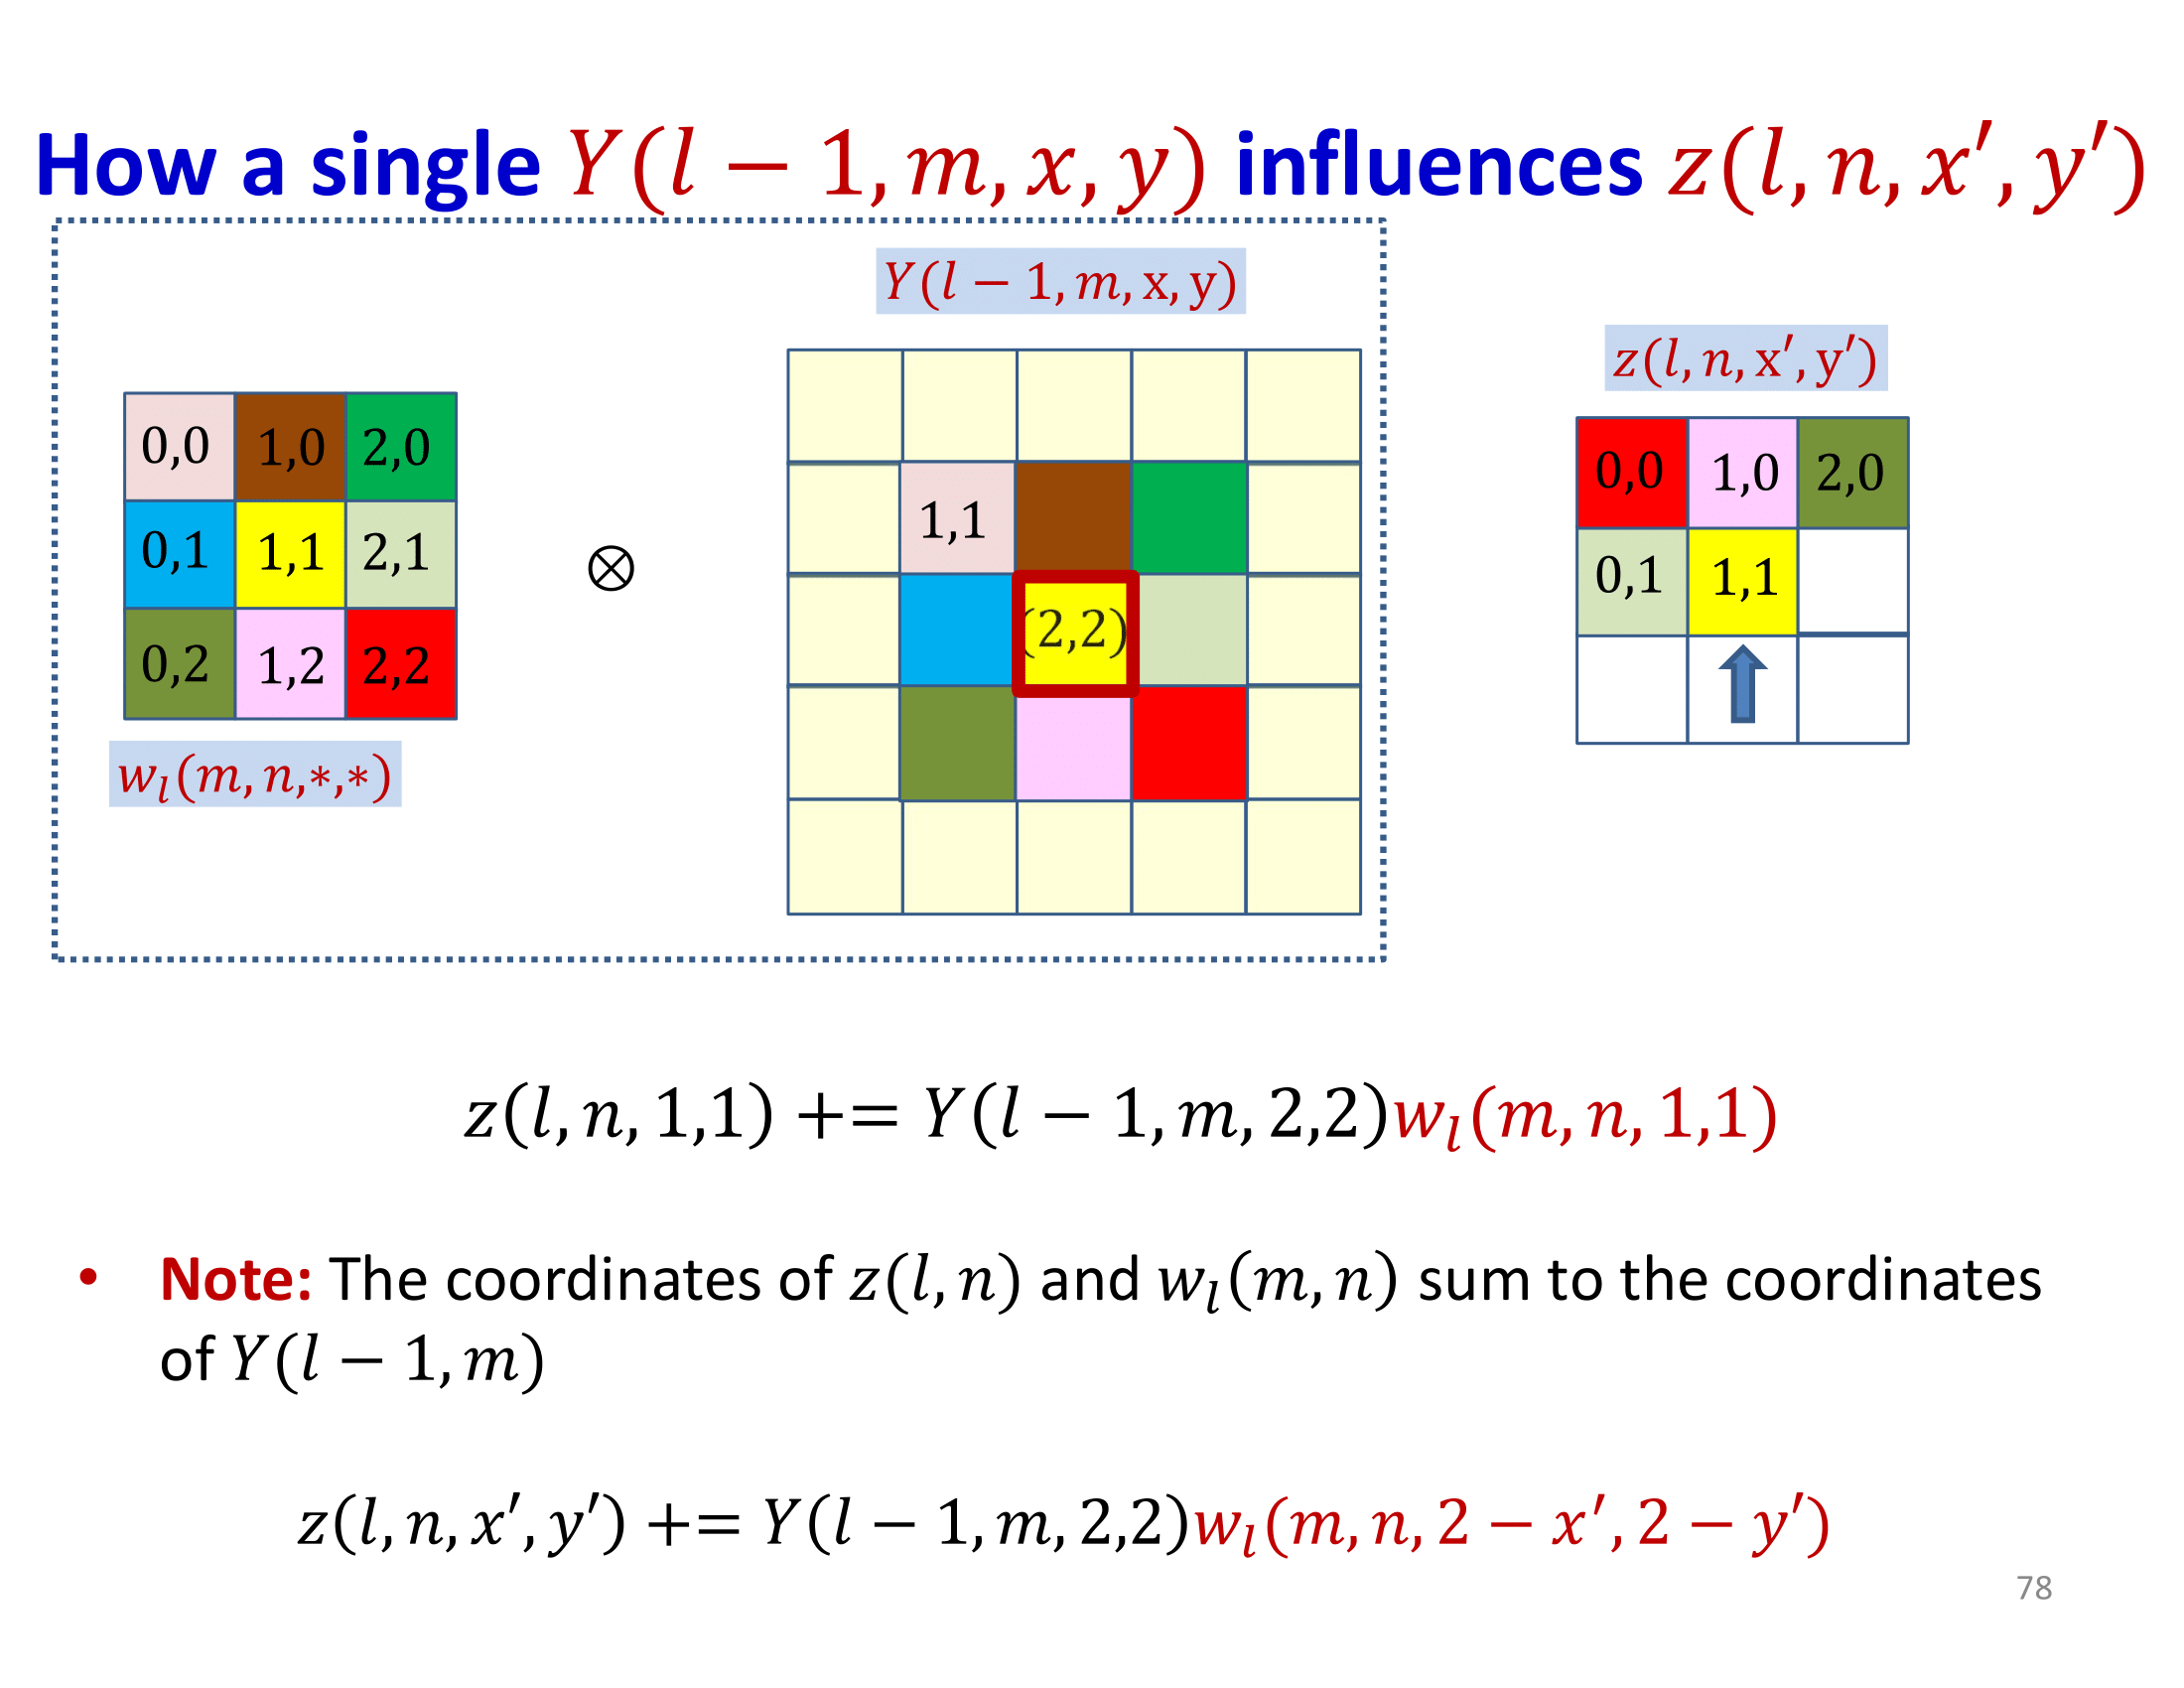 How a single Y(l − 1, m, x, y) influences z(l, n, x′, y′)
Y(l − 1, m, x, y)
z(l, n, x′, y′)
0,0 1,0 2,0
0,1 1,1 2,1
0,2 1,2 2,2
w_l(m, n,∗,∗)
⊗
1,1
(2,2)
0,0 1,0 2,0
0,1 1,1
z(l, n, 1,1) += Y(l − 1, m, 2,2)w_l(m, n, 1,1)
• Note: The coordinates of z(l, n) and w_l(m, n) sum to the coordinates
of Y(l − 1, m)
z(l, n, x′, y′) += Y(l − 1, m, 2,2)w_l(m, n, 2 − x′, 2 − y′)
78